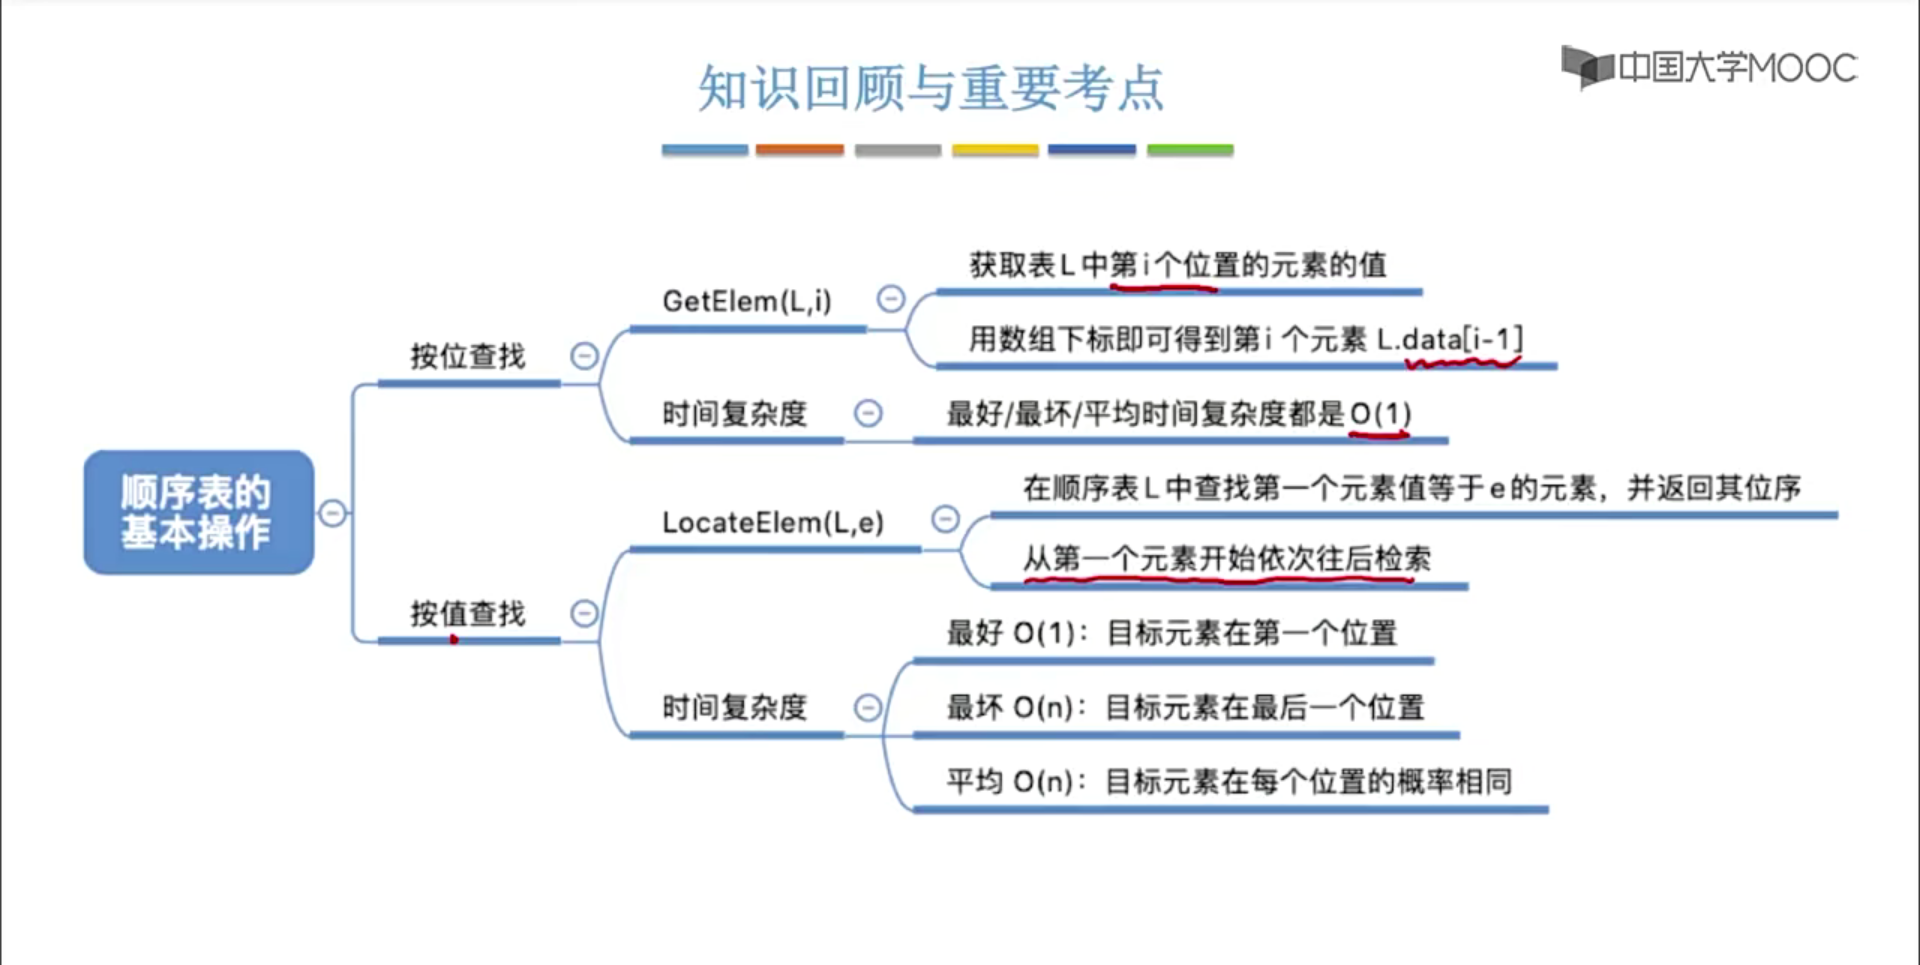 中国大学MOOC
知识回顾与重要考点
顺序表的
基本操作
按位查找
GetElem(L,i)
获取表L中第i个位置的元素的值
用数组下标即可得到第i个元素 L.data[i-1]
时间复杂度
最好/最坏/平均时间复杂度都是O(1)
按值查找
LocateElem(L,e)
在顺序表L中查找第一个元素值等于e的元素，并返回其位序
从第一个元素开始依次往后检索
时间复杂度
最好 O(1)：目标元素在第一个位置
最坏 O(n)：目标元素在最后一个位置
平均 O(n)：目标元素在每个位置的概率相同